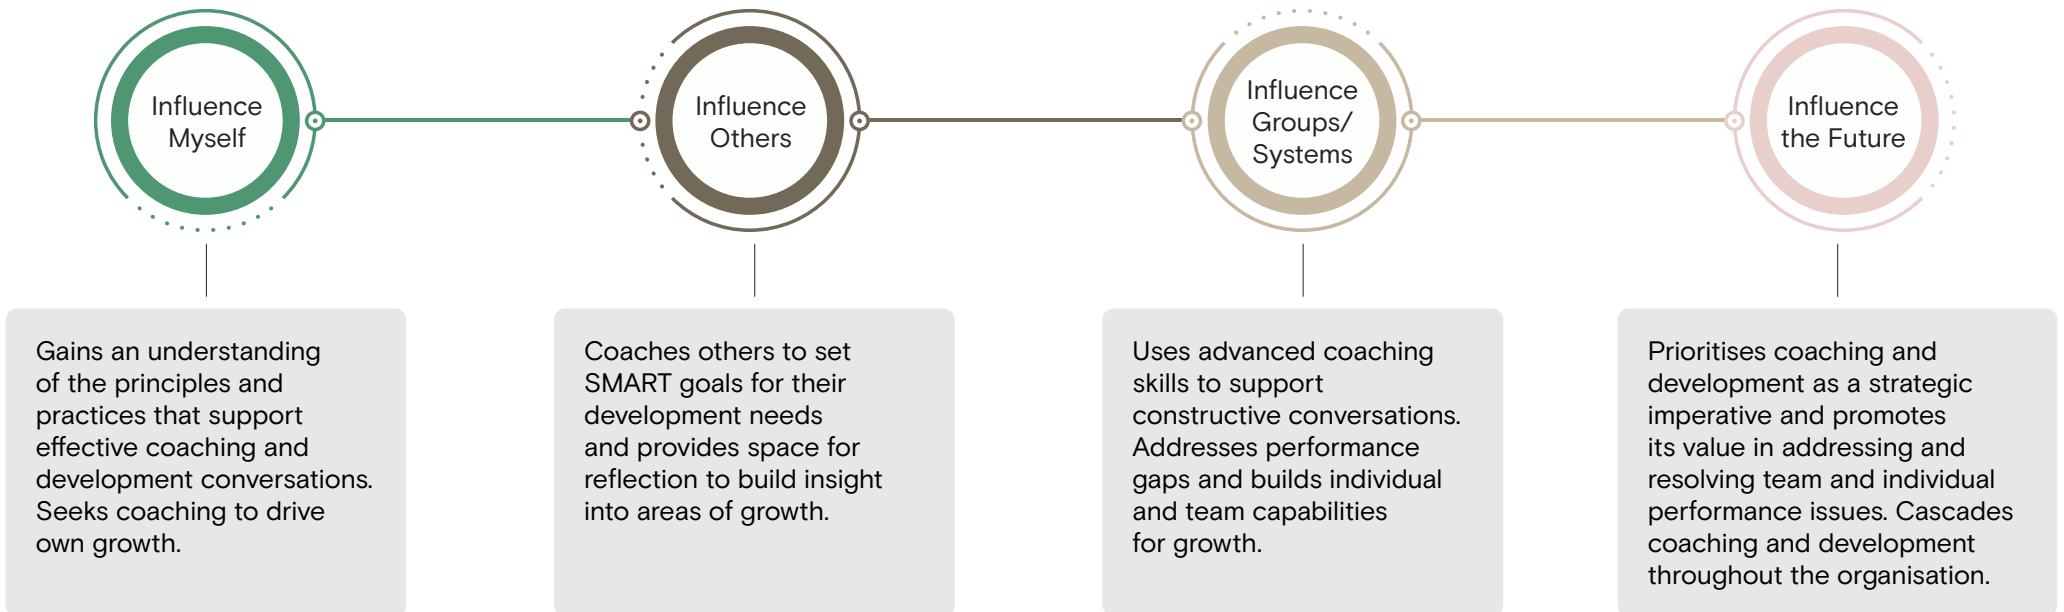 Influence
Myself
Influence
Others
Influence
Groups/
Systems
Influence
the Future
Gains an understanding
of the principles and
practices that support
effective coaching and
development conversations.
Seeks coaching to drive
own growth.
Coaches others to set
SMART goals for their
development needs
and provides space for
reflection to build insight
into areas of growth.
Uses advanced coaching
skills to support
constructive conversations.
Addresses performance
gaps and builds individual
and team capabilities
for growth.
Prioritises coaching and
development as a strategic
imperative and promotes
its value in addressing and
resolving team and individual
performance issues. Cascades
coaching and development
throughout the organisation.